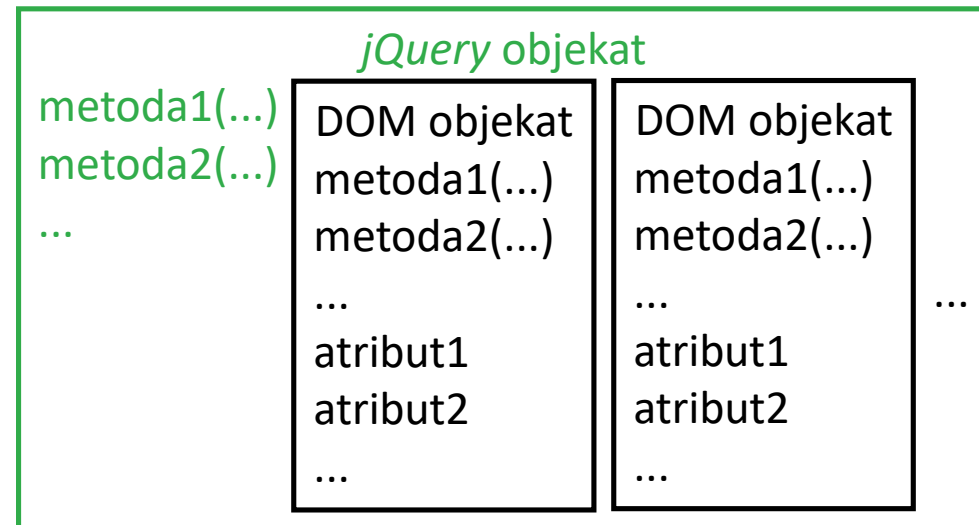 jQuery objekat
metoda1(...)
metoda2(...)
...
DOM objekat
metoda1(...)
metoda2(...)
...
atribut1
atribut2
...
DOM objekat
metoda1(...)
metoda2(...)
...
atribut1
atribut2
...
...